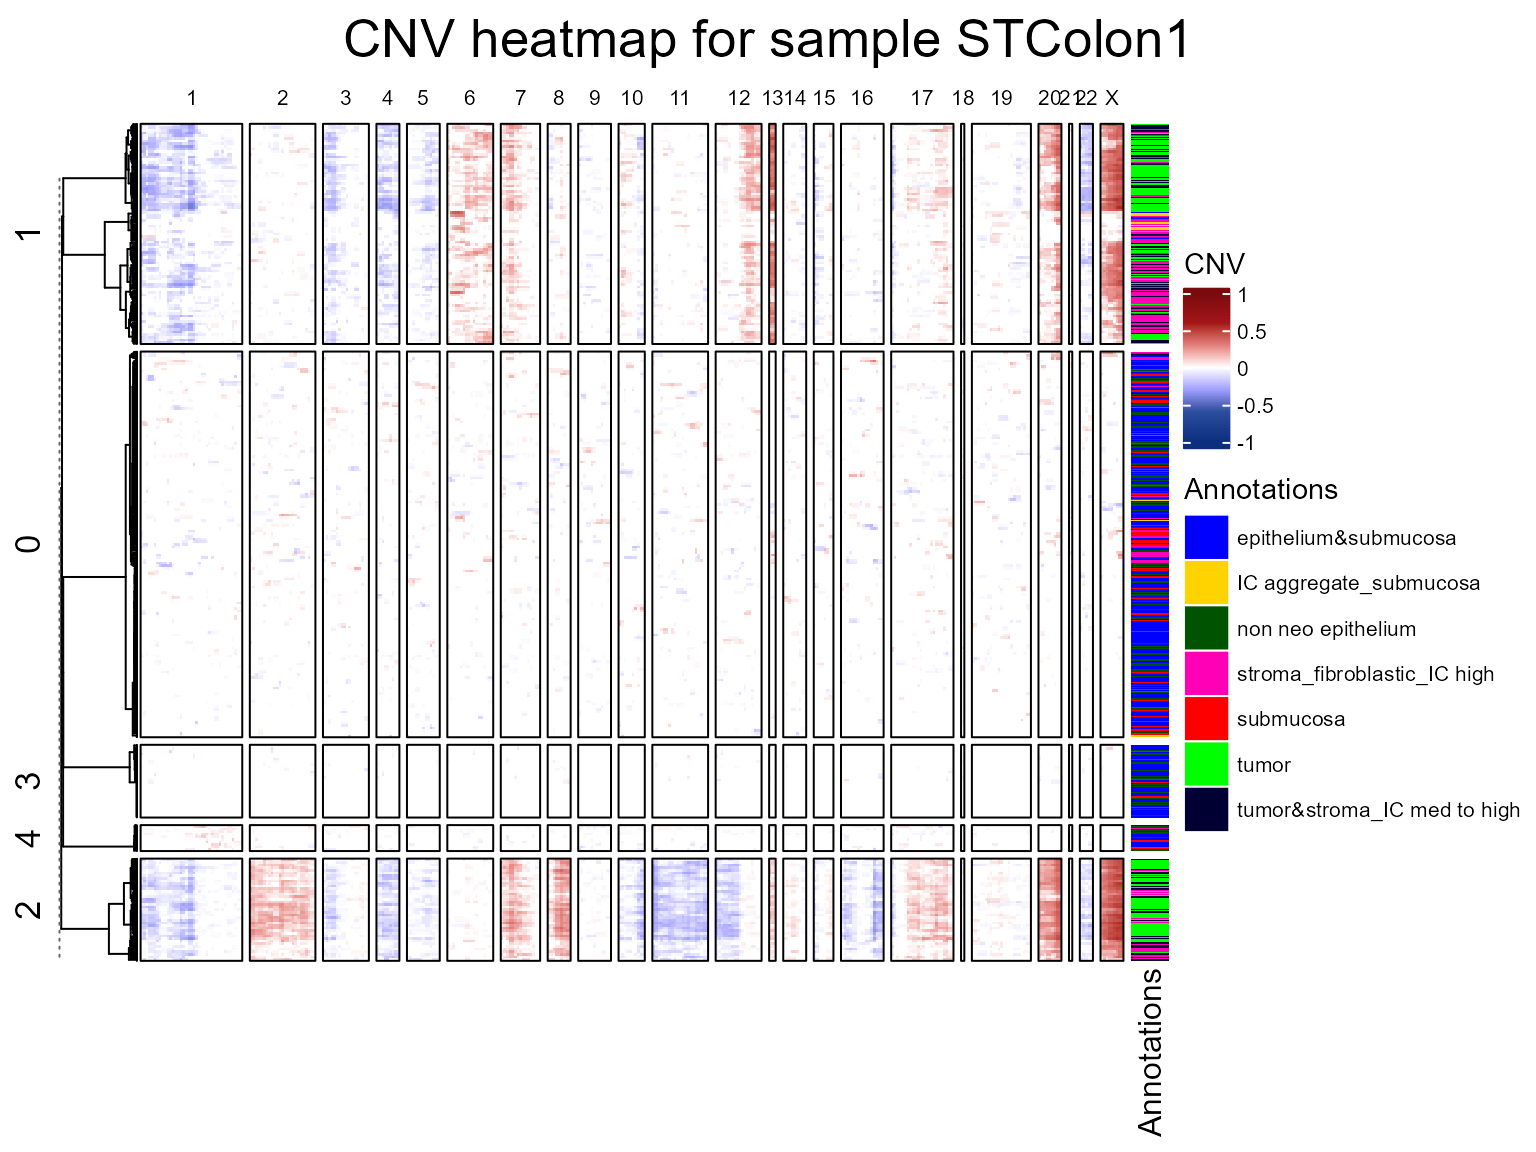 CNV heatmap for sample STColon1
1 2 3 4 5 6 7 8 9 10 11 12 13 14 15 16 17 18 19 20 21 22 X
1
0
3
4
2
CNV
1
0.5
0
-0.5
-1
Annotations
epithelium&submucosa
IC aggregate_submucosa
non neo epithelium
stroma_fibroblastic_IC high
submucosa
tumor
tumor&stroma_IC med to high
Annotations